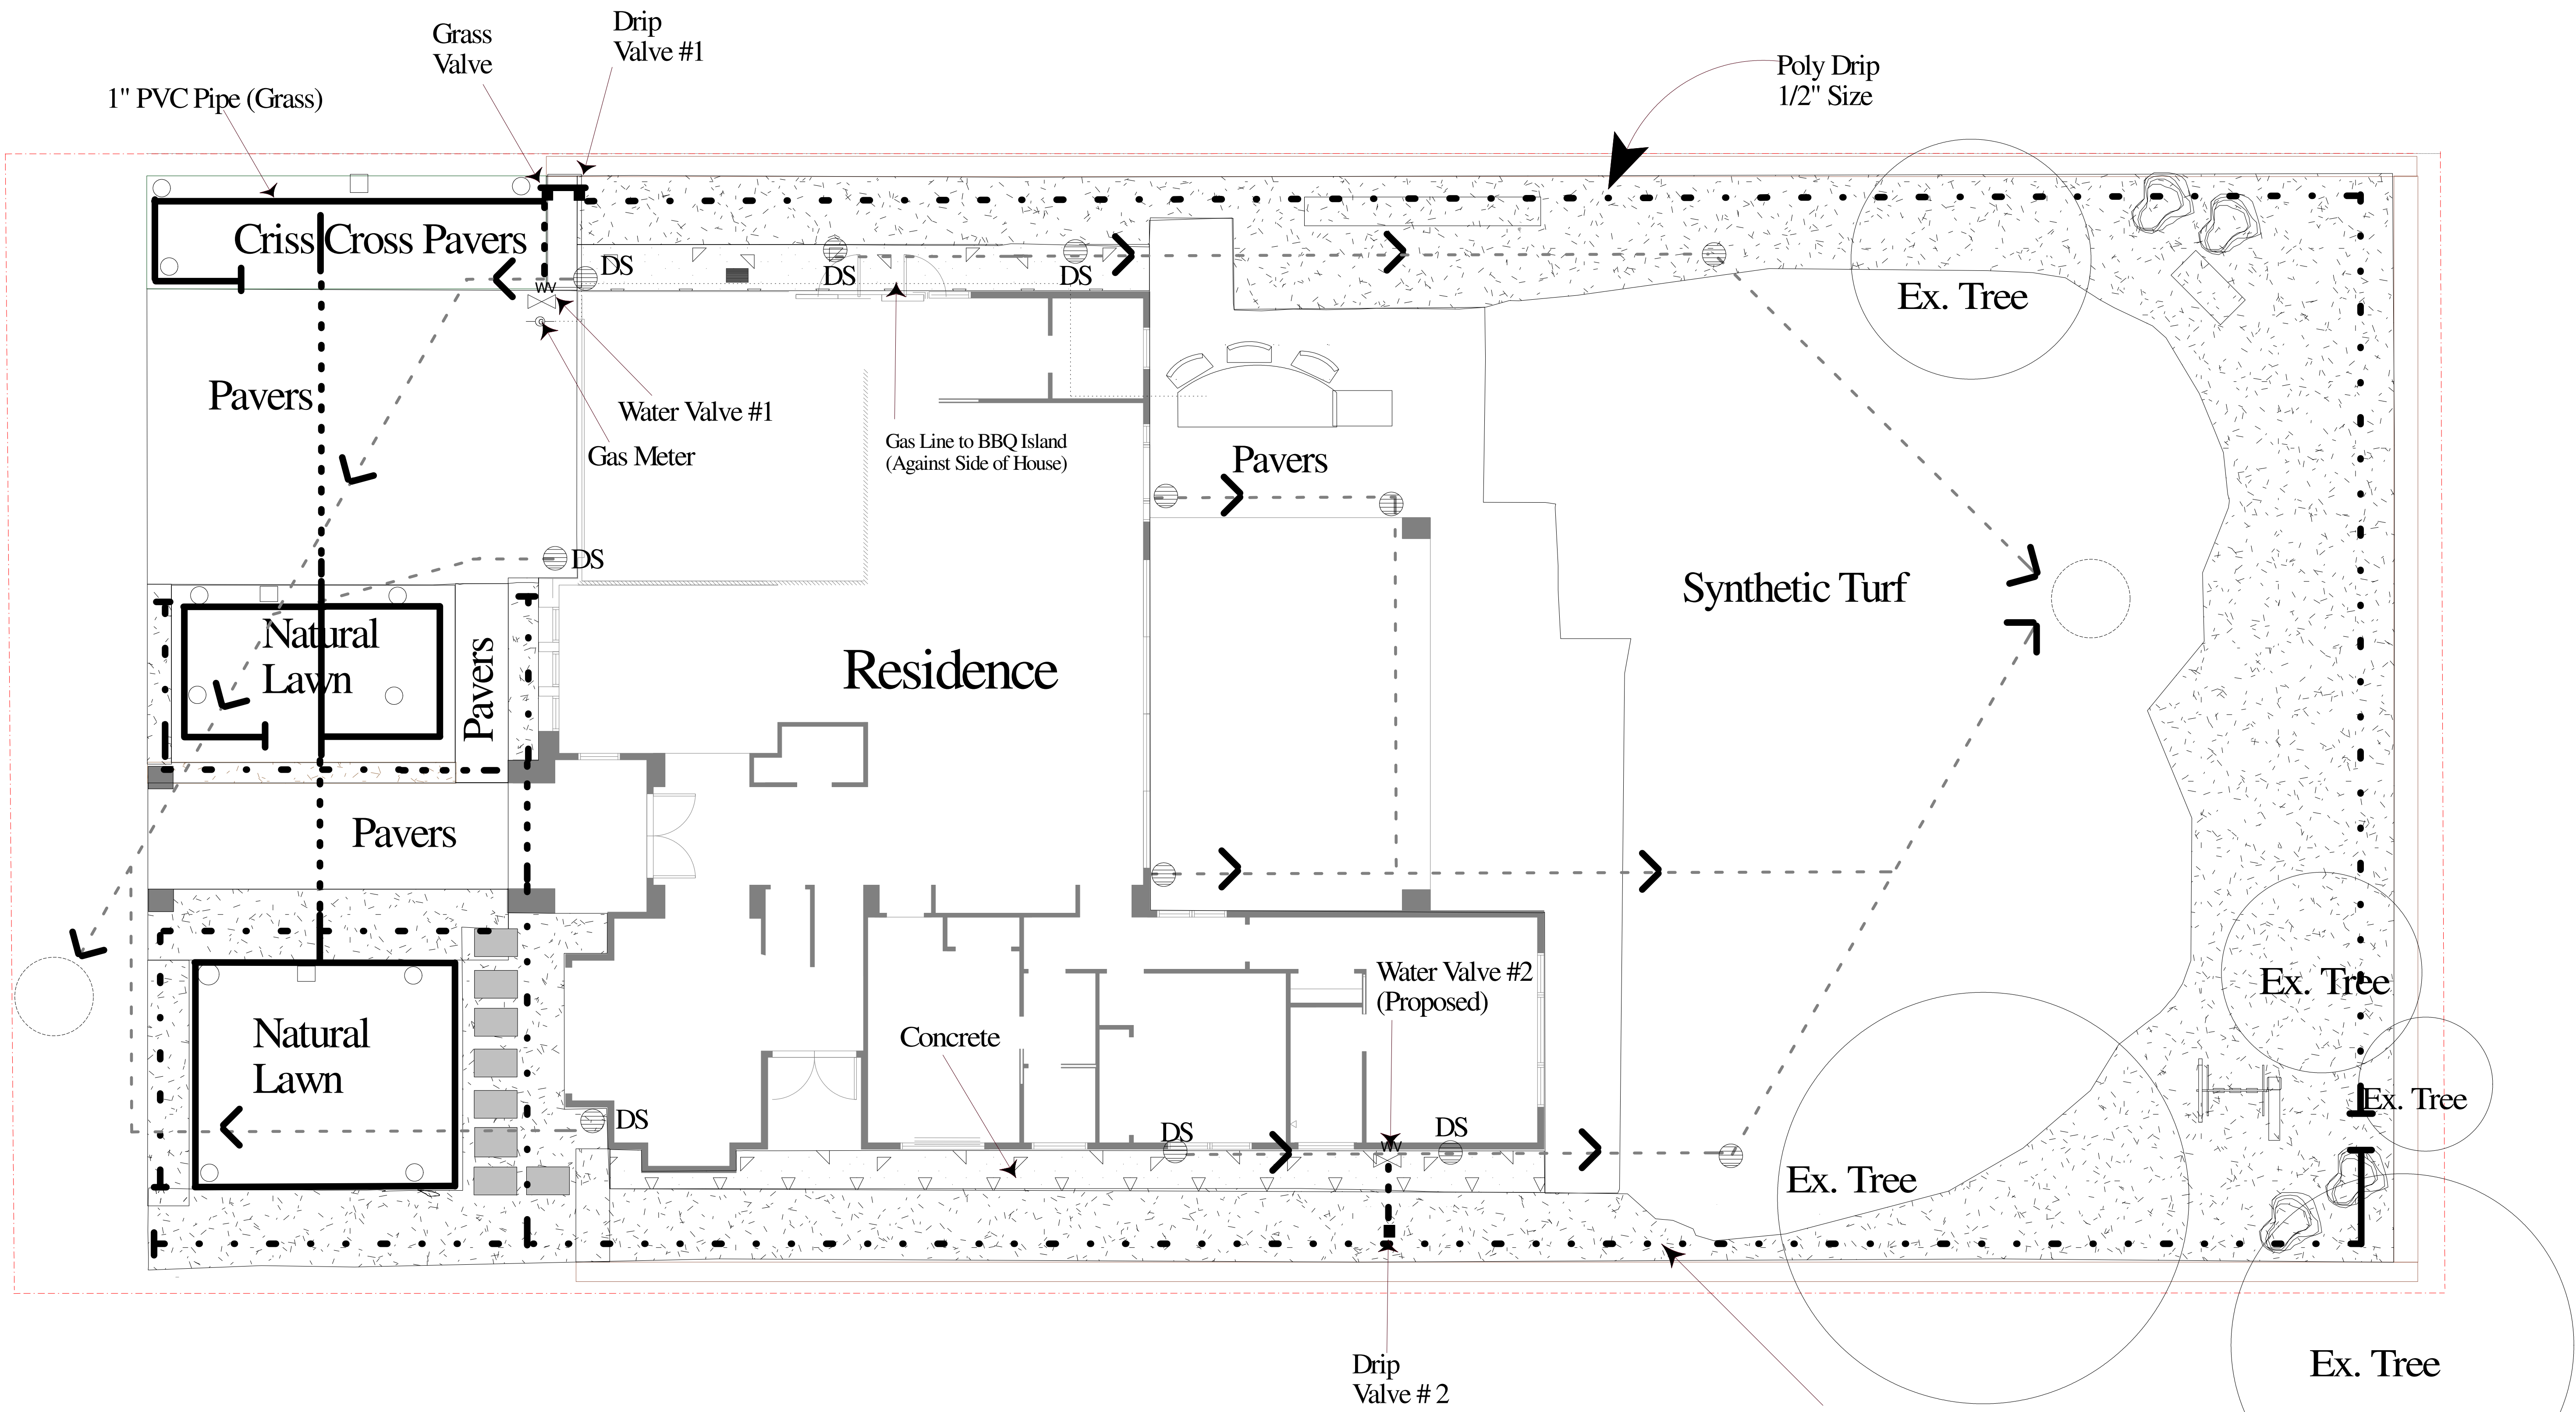 Drip
Valve #1
Grass
Valve
Poly Drip
1/2" Size
1" PVC Pipe (Grass)
Criss Cross Pavers
DS
DS
DS
WV
Ex. Tree
Pavers
Water Valve #1
Gas Meter
Gas Line to BBQ Island
(Against Side of House)
Pavers
DS
Synthetic Turf
Natural
Lawn
Pavers
Residence
Pavers
Water Valve #2
(Proposed)
Ex. Tree
Natural
Lawn
Concrete
Ex. Tree
DS
DS
DS
WV
Ex. Tree
Drip
Valve # 2
Ex. Tree